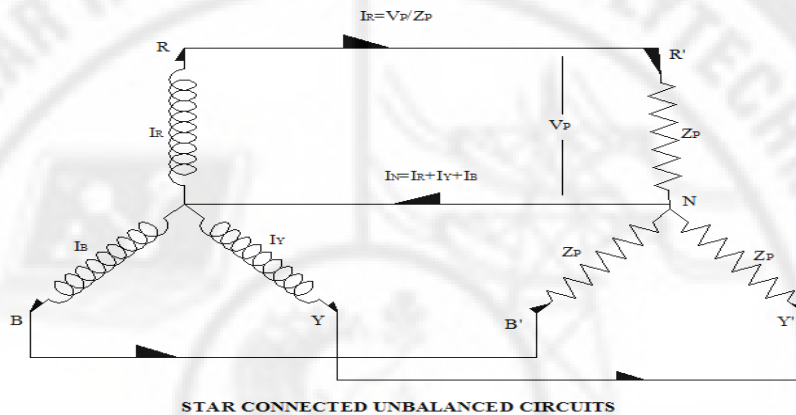 IR=VP/ZP
R
R'
IR
VP
ZP
IN=IR+IY+IB
N
IB
IY
ZP
ZP
B
Y
B'
Y'
STAR CONNECTED UNBALANCED CIRCUITS